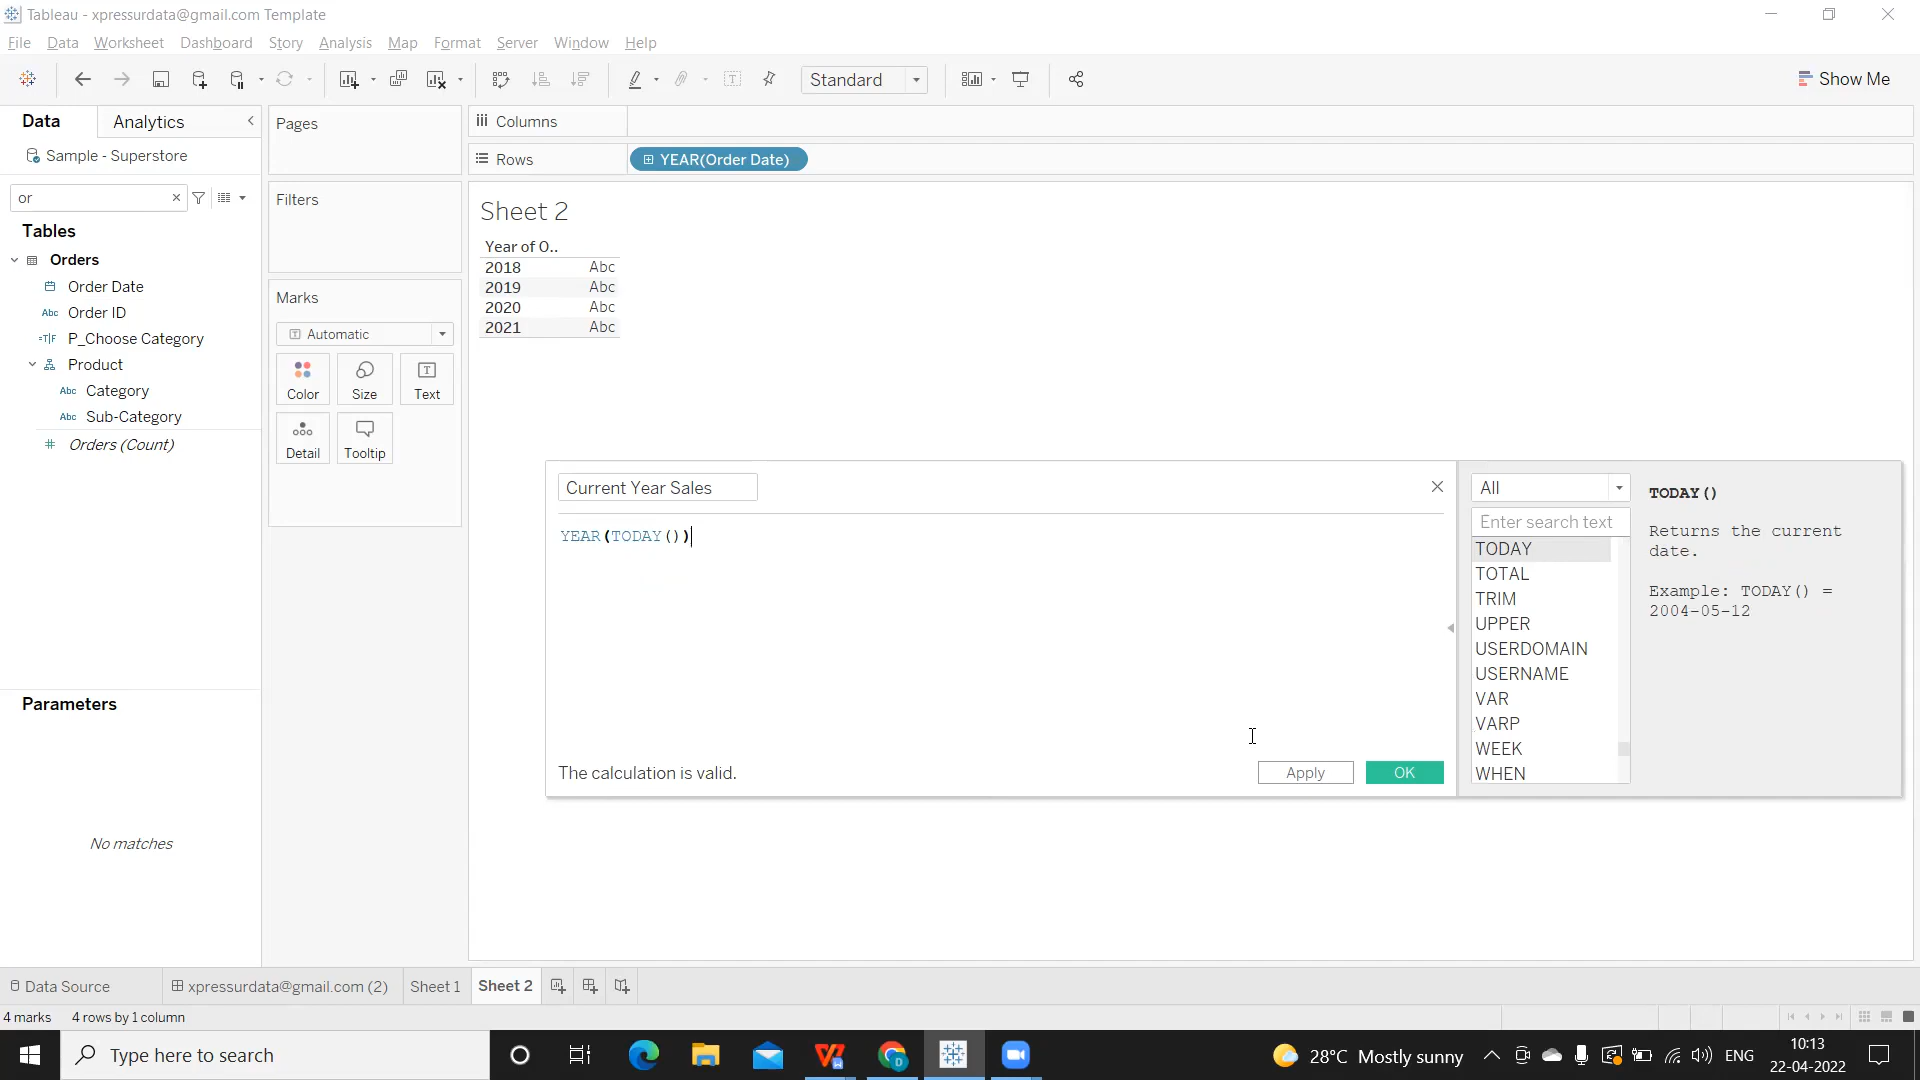 Tableau - xpressurdata@gmail.com Template
File Data Worksheet Dashboard Story Analysis Map Format Server Window Help
Standard
Show Me
Data Analytics
Pages
Columns
Sample - Superstore
Rows
YEAR(Order Date)
or
Filters
Tables
Sheet 2
Orders
Year of O..
2018 Abc
2019 Abc
2020 Abc
2021 Abc
Order Date
Abc Order ID
=T|F P_Choose Category
Product
Abc Category
Abc Sub-Category
# Orders (Count)
Marks
Automatic
Color Size Text
Detail Tooltip
Current Year Sales
YEAR(TODAY())
The calculation is valid.
Apply OK
All
Enter search text
TODAY
TOTAL
TRIM
UPPER
USERDOMAIN
USERNAME
VAR
VARP
WEEK
WHEN
TODAY()
Returns the current
date.
Example: TODAY() =
2004-05-12
Parameters
No matches
Data Source xpressurdata@gmail.com (2) Sheet 1 Sheet 2
4 marks 4 rows by 1 column
Type here to search
28°C Mostly sunny
ENG
10:13
22-04-2022